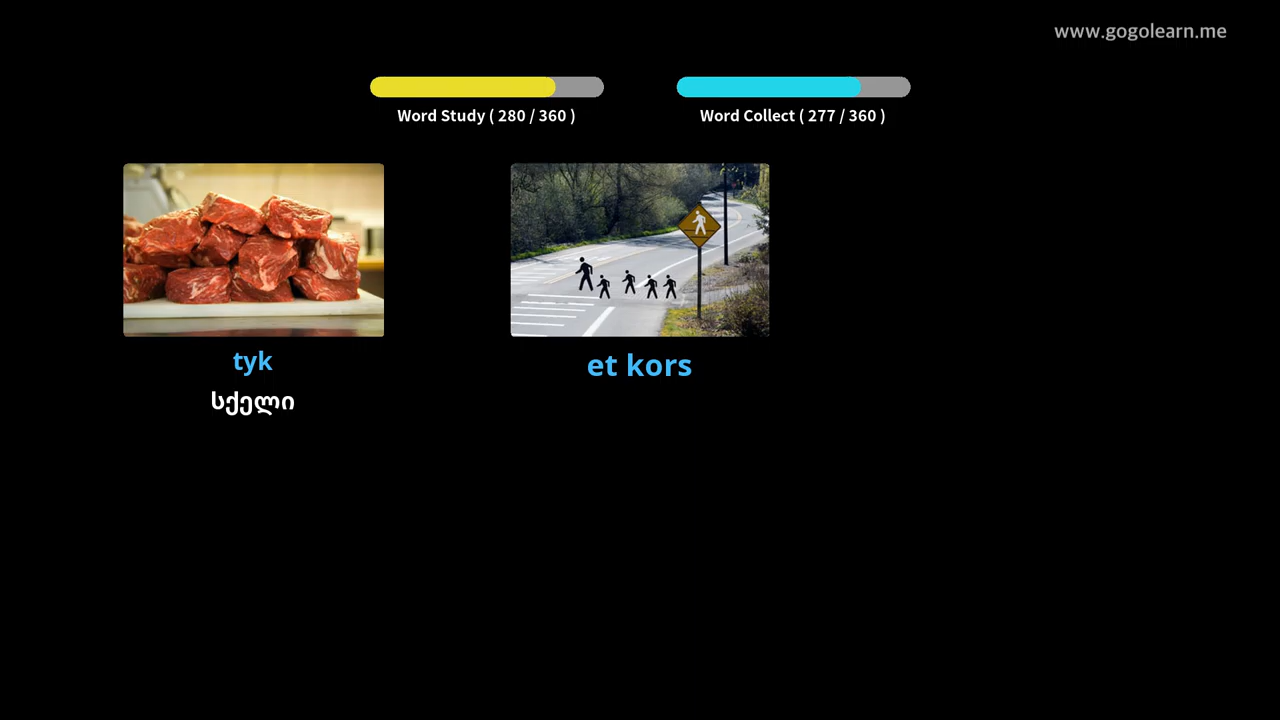 www.gogolearn.me
Word Study ( 280 / 360 )
Word Collect ( 277 / 360 )
tyk
სქელი
et kors